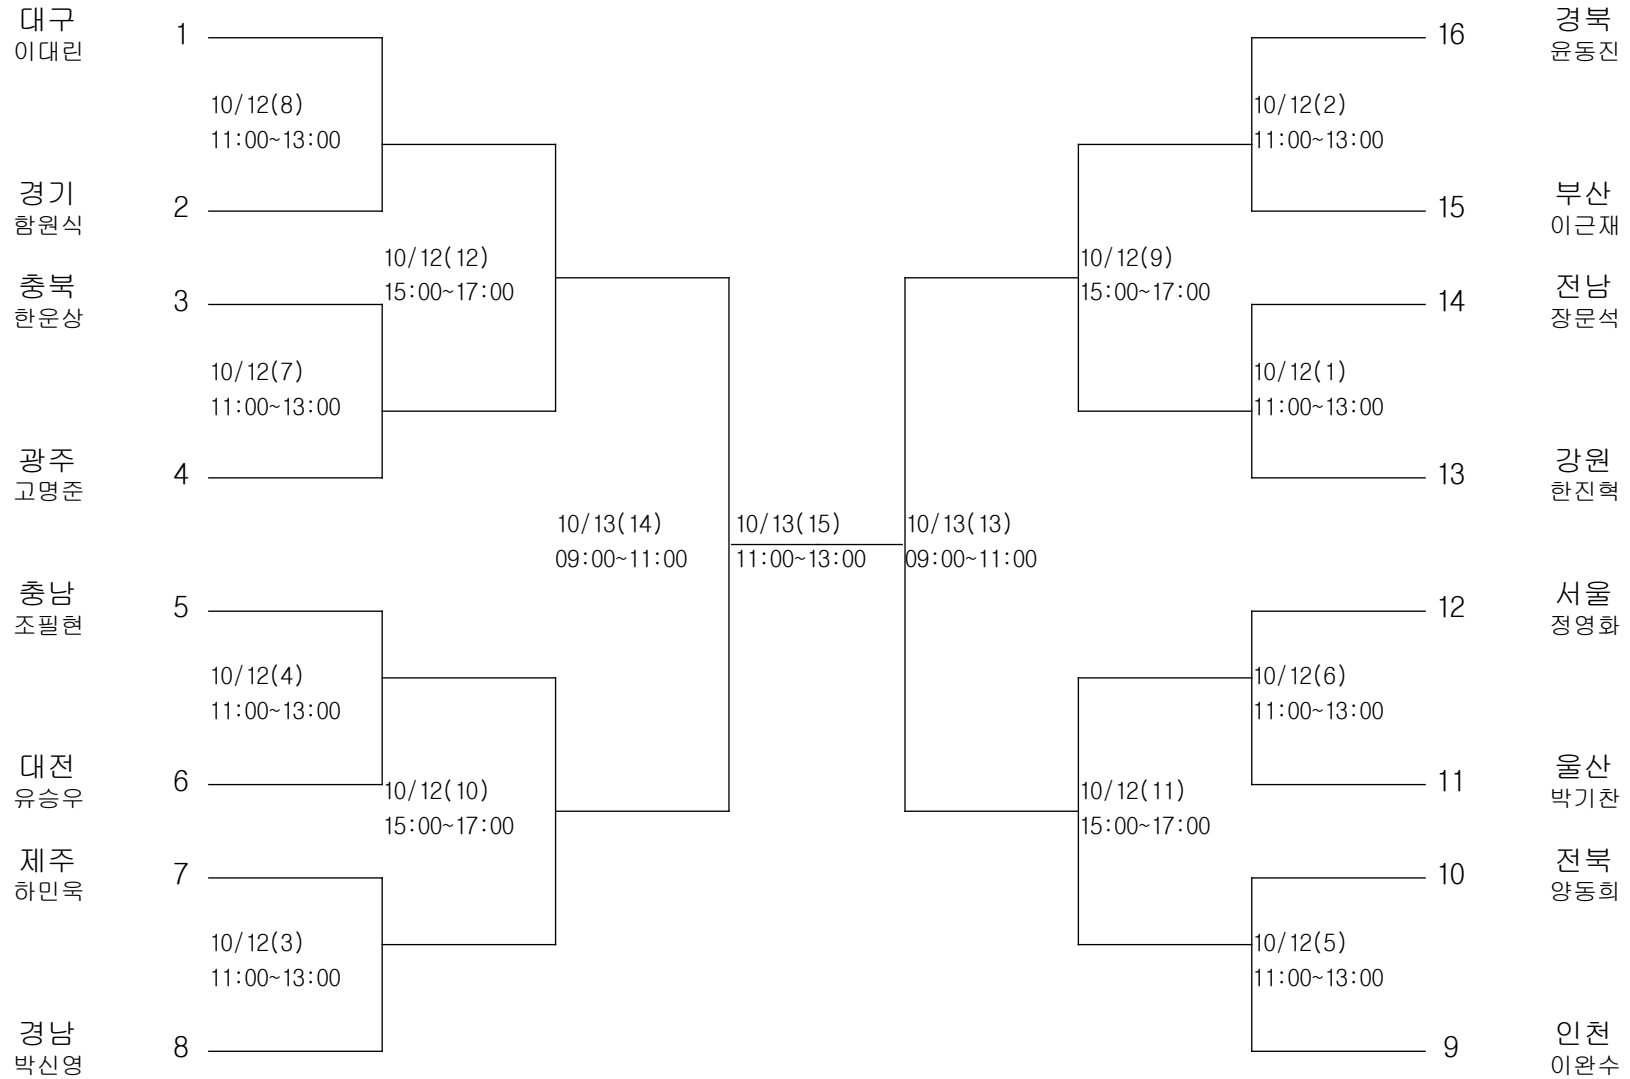 대구
이대린
1
16
경북
윤동진
10/12(8)
11:00~13:00
10/12(2)
11:00~13:00
경기
함원식
2
15
부산
이근재
10/12(12)
15:00~17:00
10/12(9)
15:00~17:00
충북
한운상
3
14
전남
장문석
10/12(7)
11:00~13:00
10/12(1)
11:00~13:00
광주
고명준
4
13
강원
한진혁
10/13(14)
09:00~11:00
10/13(15)
11:00~13:00
10/13(13)
09:00~11:00
충남
조필현
5
12
서울
정영화
10/12(4)
11:00~13:00
10/12(6)
11:00~13:00
대전
유승우
6
11
울산
박기찬
10/12(10)
15:00~17:00
10/12(11)
15:00~17:00
제주
하민욱
7
10
전북
양동희
10/12(3)
11:00~13:00
10/12(5)
11:00~13:00
경남
박신영
8
9
인천
이완수